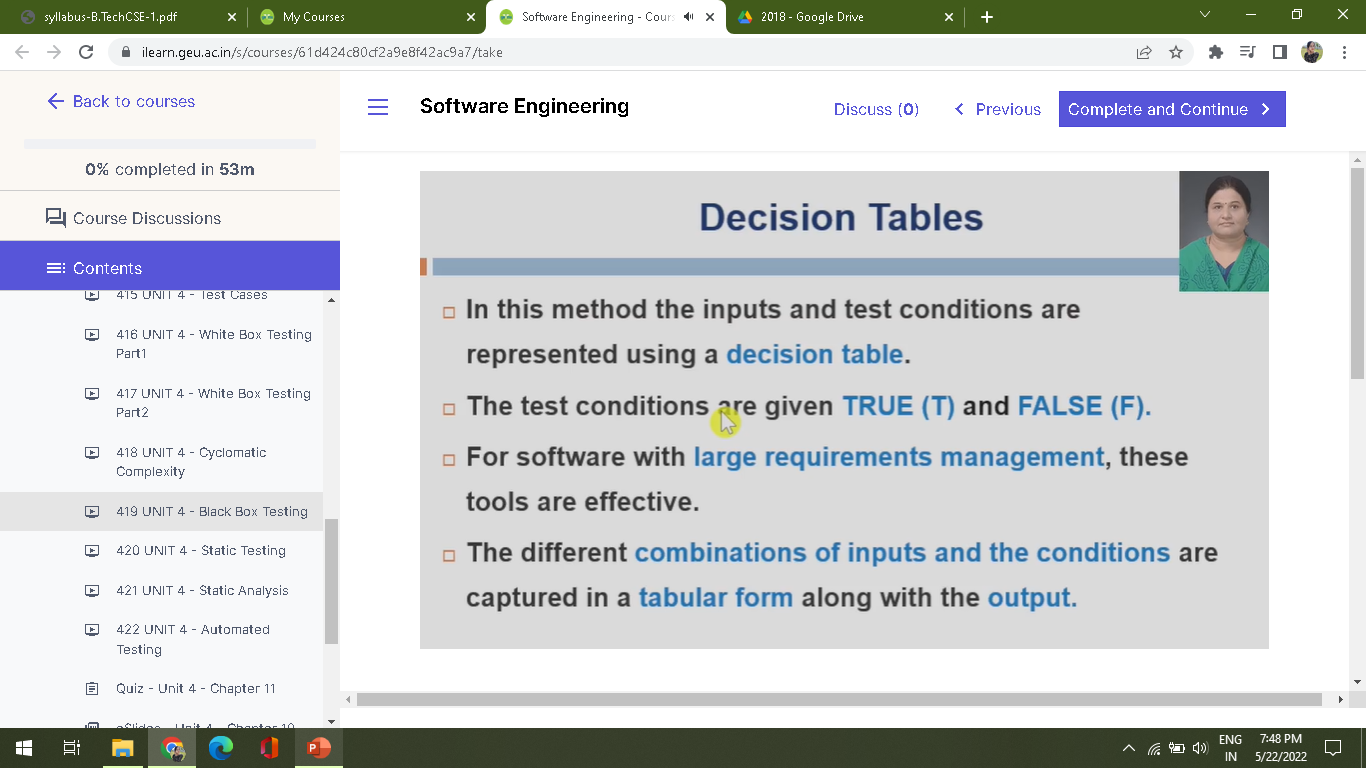 syllabus-B.TechCSE-1.pdf
My Courses
Software Engineering - Cours
2018 - Google Drive
ilearn.geu.ac.in/s/courses/61d424c80cf2a9e8f42ac9a7/take
Back to courses
0% completed in 53m
Course Discussions
Contents
415 UNIT 4 - Test Cases
416 UNIT 4 - White Box Testing
Part1
417 UNIT 4 - White Box Testing
Part2
418 UNIT 4 - Cyclomatic
Complexity
419 UNIT 4 - Black Box Testing
420 UNIT 4 - Static Testing
421 UNIT 4 - Static Analysis
422 UNIT 4 - Automated
Testing
Quiz - Unit 4 - Chapter 11
eSlides - Unit 4 - Chapter 10
Software Engineering
Discuss (0)
Previous
Complete and Continue
Decision Tables
In this method the inputs and test conditions are
represented using a decision table.
The test conditions are given TRUE (T) and FALSE (F).
For software with large requirements management, these
tools are effective.
The different combinations of inputs and the conditions are
captured in a tabular form along with the output.
ENG
IN
7:48 PM
5/22/2022